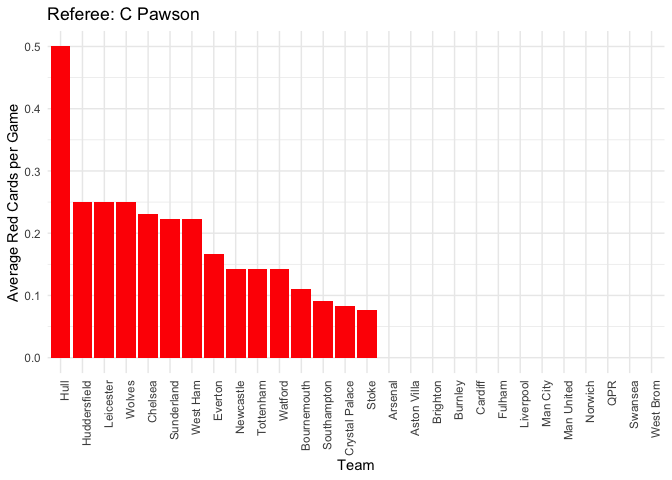 Referee: C Pawson
Average Red Cards per Game
0.5
0.4
0.3
0.2
0.1
0.0
Hull
Huddersfield
Leicester
Wolves
Chelsea
Sunderland
West Ham
Everton
Newcastle
Tottenham
Watford
Bournemouth
Southampton
Crystal Palace
Stoke
Arsenal
Aston Villa
Brighton
Burnley
Cardiff
Fulham
Liverpool
Man City
Man United
Norwich
QPR
Swansea
West Brom
Team